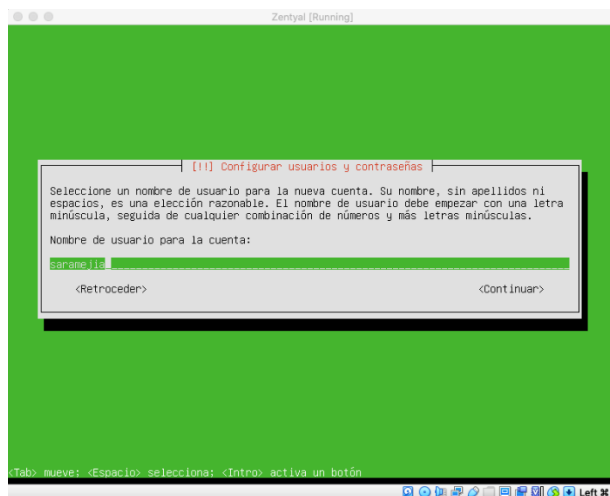 Zentyal [Running]
[!!] Configurar usuarios y contraseñas
Seleccione un nombre de usuario para la nueva cuenta. Su nombre, sin apellidos ni
espacios, es una elección razonable. El nombre de usuario debe empezar con una letra
minúscula, seguida de cualquier combinación de números y más letras minúsculas.
Nombre de usuario para la cuenta:
saramejia
<Retroceder> <Continuar>
<Tab> mueve; <Espacio> selecciona; <Intro> activa un botón
Left ⌘